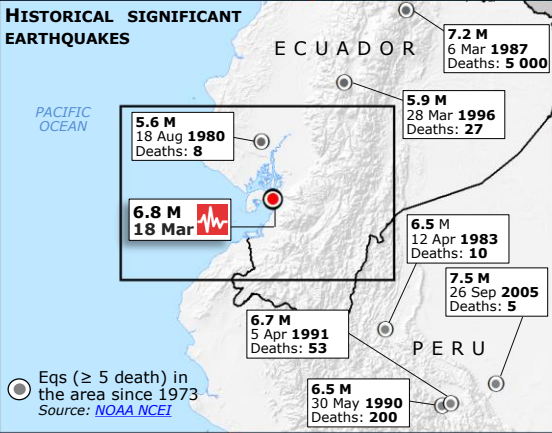 HISTORICAL SIGNIFICANT
EARTHQUAKES
ECUADOR
7.2 M
6 Mar 1987
Deaths: 5 000
PACIFIC
OCEAN
5.6 M
18 Aug 1980
Deaths: 8
5.9 M
28 Mar 1996
Deaths: 27
6.8 M
18 Mar
6.5 M
12 Apr 1983
Deaths: 10
7.5 M
26 Sep 2005
Deaths: 5
6.7 M
5 Apr 1991
Deaths: 53
PERU
6.5 M
30 May 1990
Deaths: 200
Eqs (≥ 5 death) in
the area since 1973
Source: NOAA NCEI